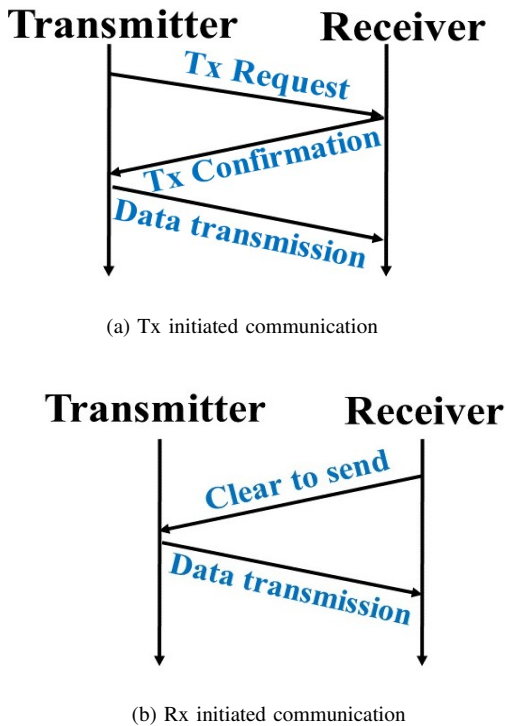 Transmitter Receiver
Tx Request
Tx Confirmation
Data transmission
(a) Tx initiated communication
Transmitter Receiver
Clear to send
Data transmission
(b) Rx initiated communication